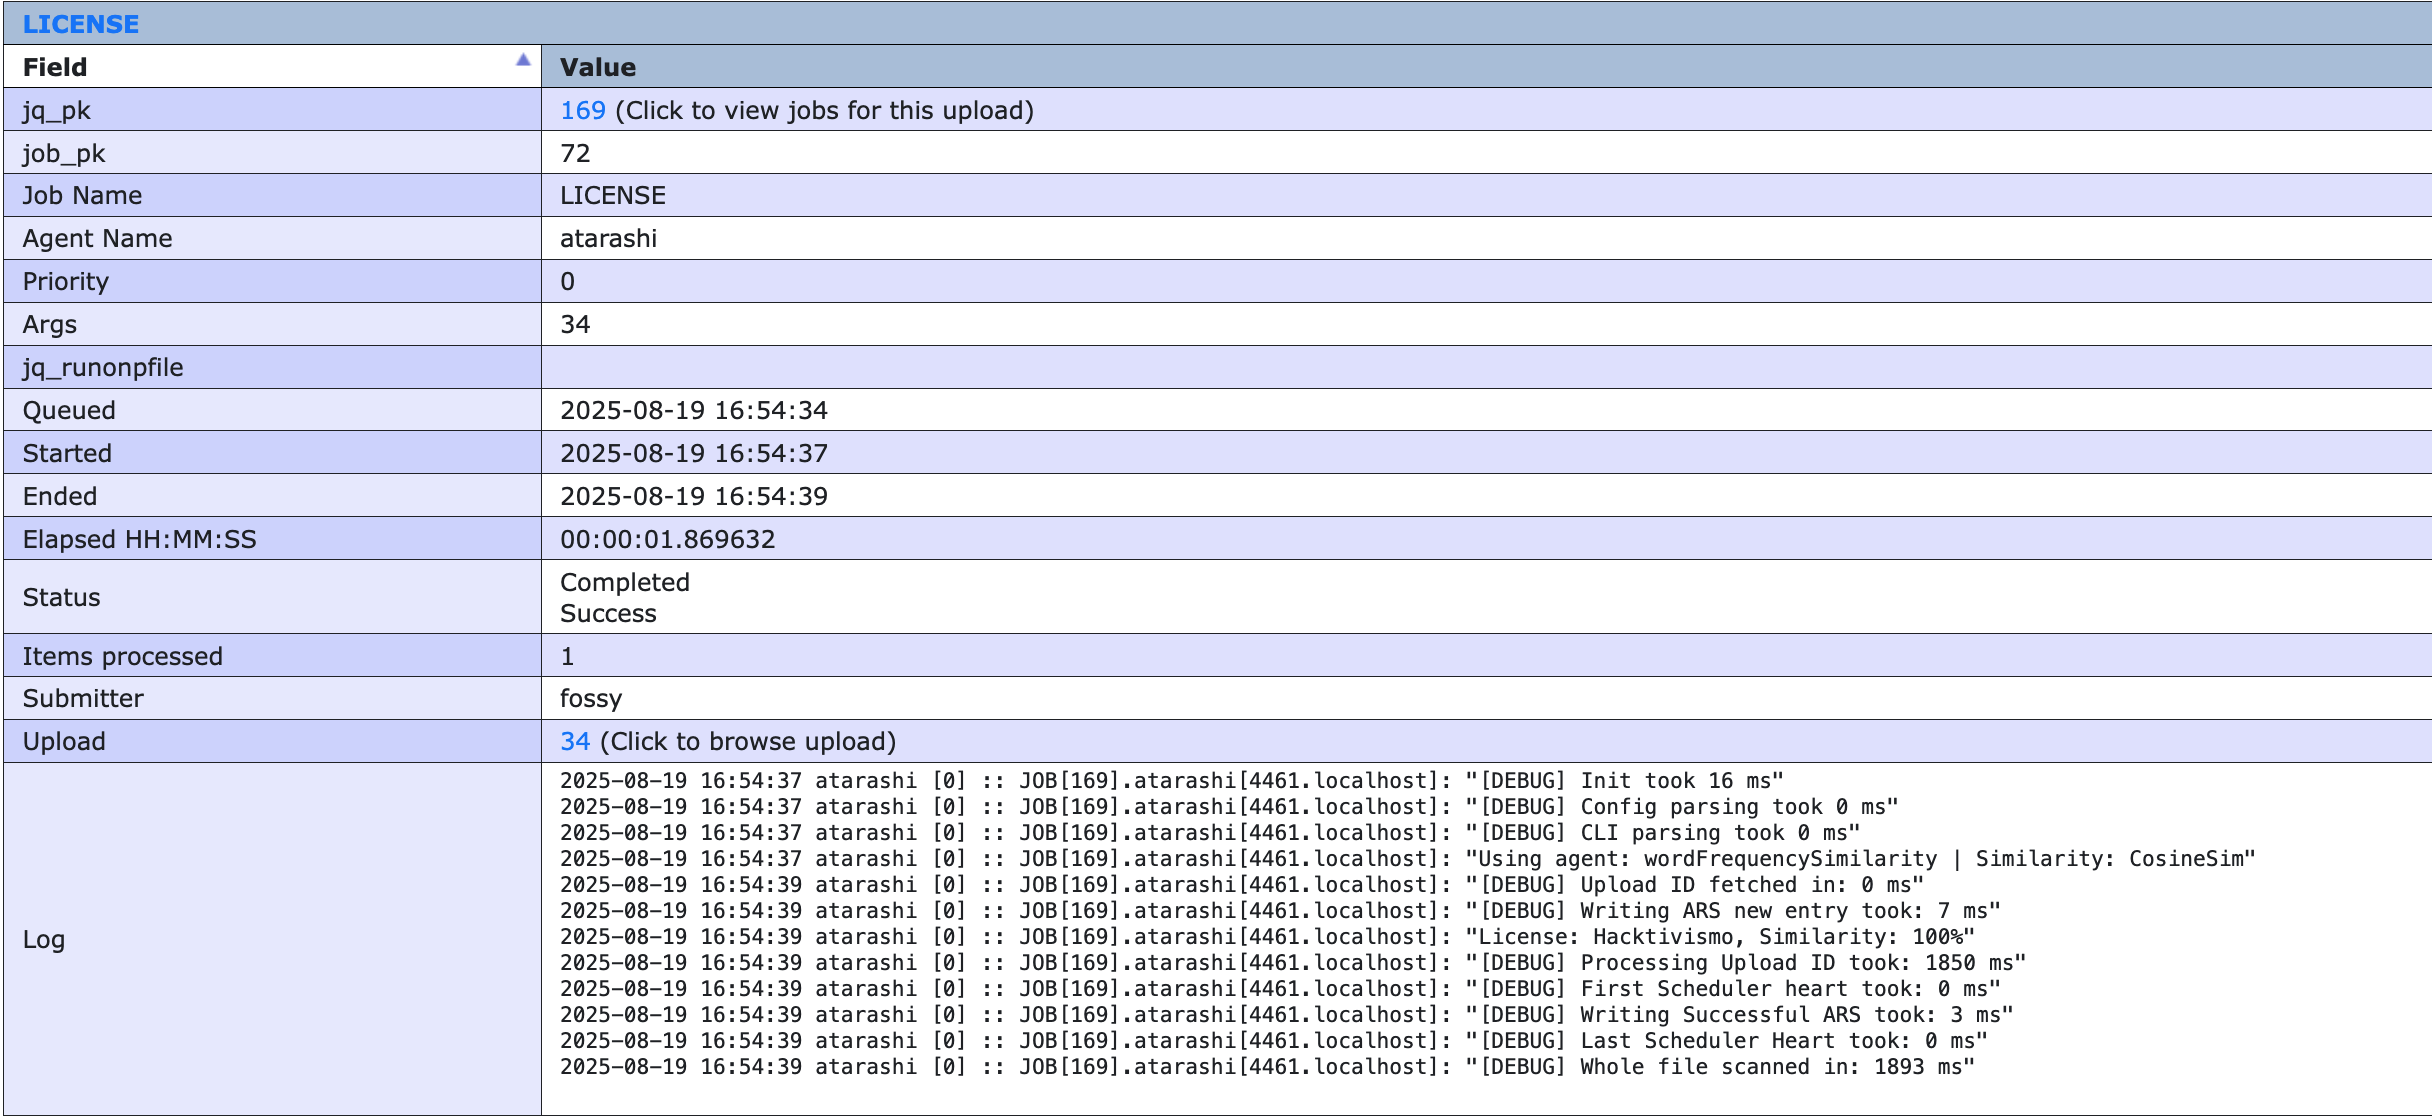 LICENSE
Field Value
jq_pk 169 (Click to view jobs for this upload)
job_pk 72
Job Name LICENSE
Agent Name atarashi
Priority 0
Args 34
jq_runonpfile
Queued 2025-08-19 16:54:34
Started 2025-08-19 16:54:37
Ended 2025-08-19 16:54:39
Elapsed HH:MM:SS 00:00:01.869632
Status Completed
Success
Items processed 1
Submitter fossy
Upload 34 (Click to browse upload)
Log
2025-08-19 16:54:37 atarashi [0] :: JOB[169].atarashi[4461.localhost]: "[DEBUG] Init took 16 ms"
2025-08-19 16:54:37 atarashi [0] :: JOB[169].atarashi[4461.localhost]: "[DEBUG] Config parsing took 0 ms"
2025-08-19 16:54:37 atarashi [0] :: JOB[169].atarashi[4461.localhost]: "[DEBUG] CLI parsing took 0 ms"
2025-08-19 16:54:37 atarashi [0] :: JOB[169].atarashi[4461.localhost]: "Using agent: wordFrequencySimilarity | Similarity: CosineSim"
2025-08-19 16:54:39 atarashi [0] :: JOB[169].atarashi[4461.localhost]: "[DEBUG] Upload ID fetched in: 0 ms"
2025-08-19 16:54:39 atarashi [0] :: JOB[169].atarashi[4461.localhost]: "[DEBUG] Writing ARS new entry took: 7 ms"
2025-08-19 16:54:39 atarashi [0] :: JOB[169].atarashi[4461.localhost]: "License: Hacktivismo, Similarity: 100%"
2025-08-19 16:54:39 atarashi [0] :: JOB[169].atarashi[4461.localhost]: "[DEBUG] Processing Upload ID took: 1850 ms"
2025-08-19 16:54:39 atarashi [0] :: JOB[169].atarashi[4461.localhost]: "[DEBUG] First Scheduler heart took: 0 ms"
2025-08-19 16:54:39 atarashi [0] :: JOB[169].atarashi[4461.localhost]: "[DEBUG] Writing Successful ARS took: 3 ms"
2025-08-19 16:54:39 atarashi [0] :: JOB[169].atarashi[4461.localhost]: "[DEBUG] Last Scheduler Heart took: 0 ms"
2025-08-19 16:54:39 atarashi [0] :: JOB[169].atarashi[4461.localhost]: "[DEBUG] Whole file scanned in: 1893 ms"